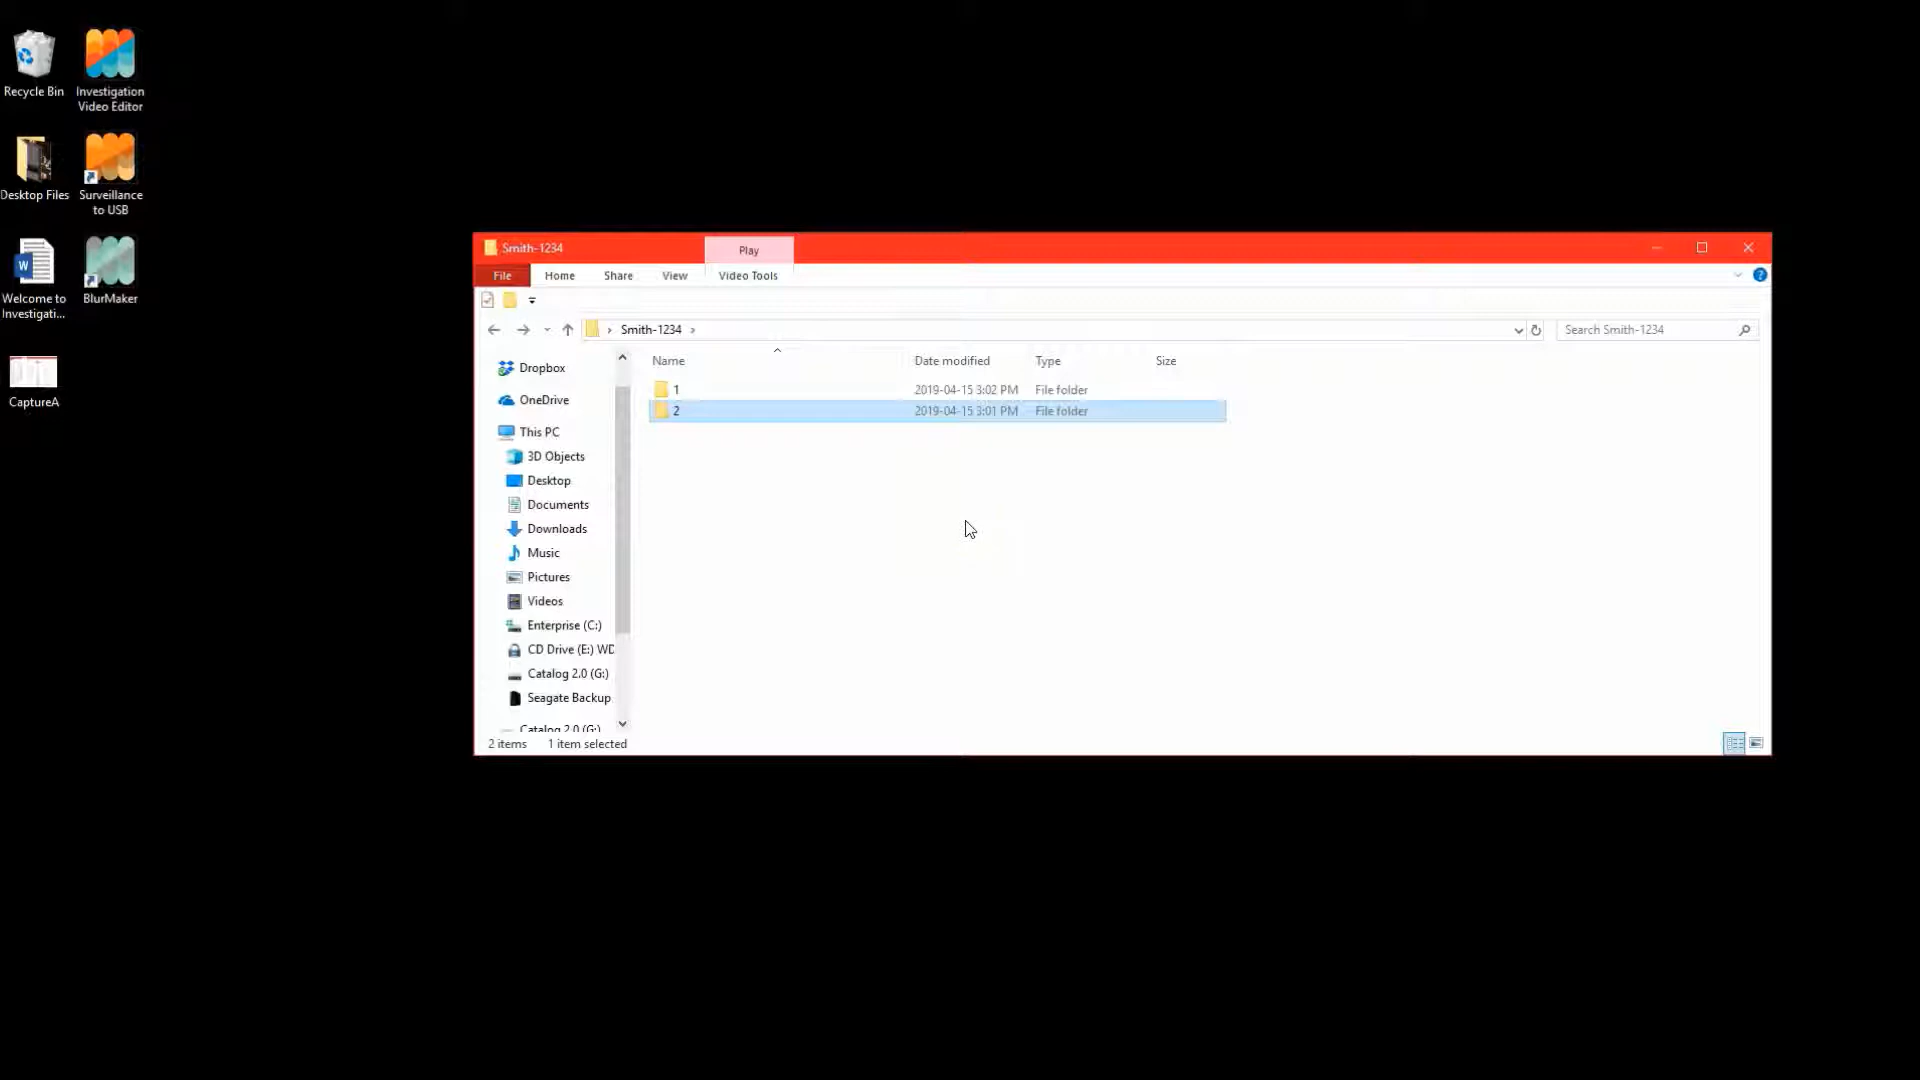 Recycle Bin
Investigation
Video Editor
Desktop Files
Surveillance
to USB
Welcome to
Investigati...
BlurMaker
CaptureA
Smith-1234
Play
File
Home
Share
View
Video Tools
Smith-1234
Search Smith-1234
Name
Date modified
Type
Size
1
2019-04-15 3:02 PM
File folder
2
2019-04-15 3:01 PM
File folder
Dropbox
OneDrive
This PC
3D Objects
Desktop
Documents
Downloads
Music
Pictures
Videos
Enterprise (C:)
CD Drive (E:) WD
Catalog 2.0 (G:)
Seagate Backup
Catalog 2.0 (G:)
2 items
1 item selected